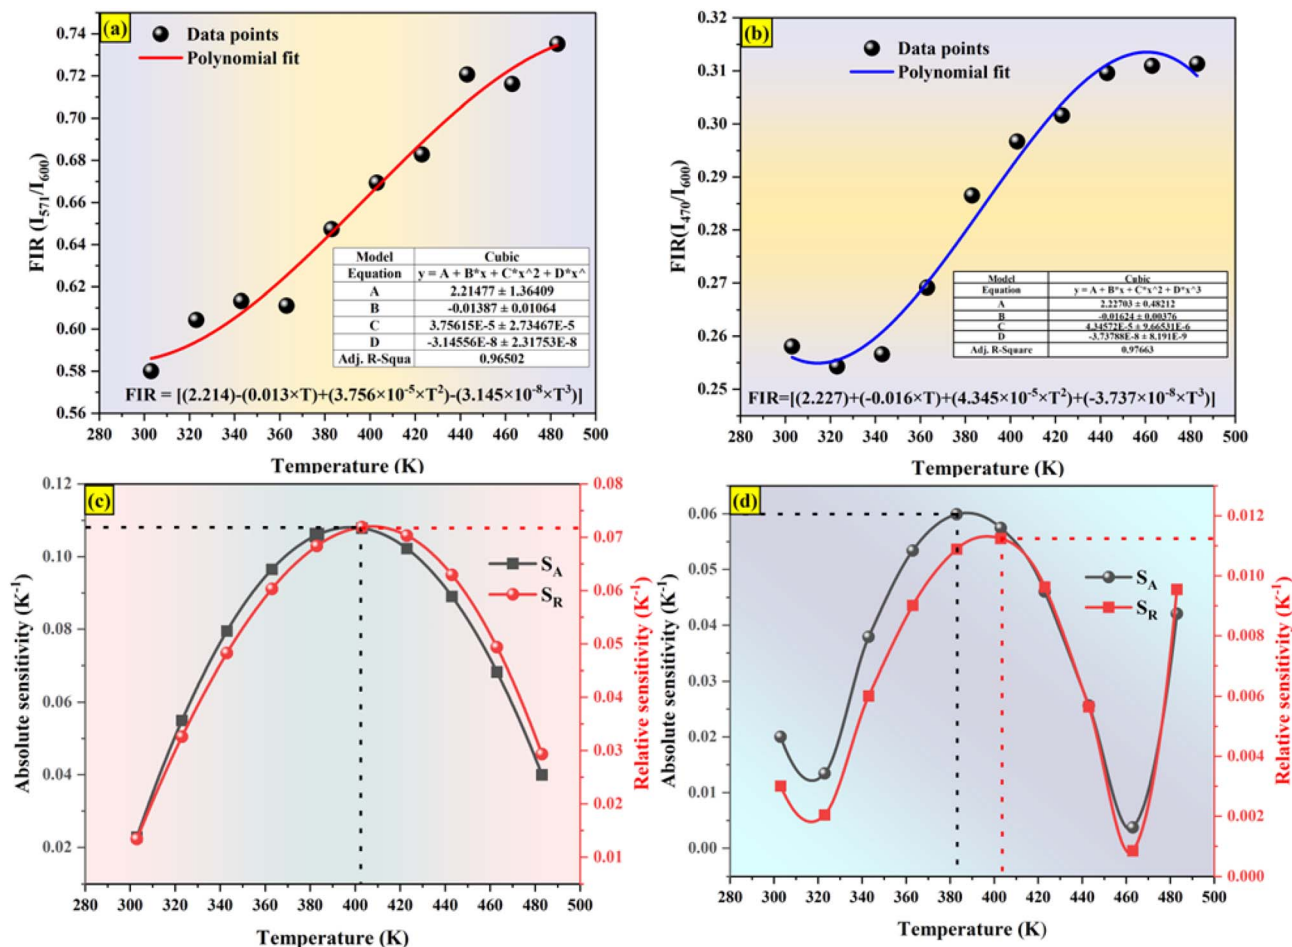 (a)
Data points
Polynomial fit
0.74
0.72
0.70
0.68
0.66
0.64
0.62
0.60
0.58
0.56
FIR (I571/I600)
Model Cubic
Equation y = A + B*x + C*x^2 + D*x^
A 2.21477 ± 1.36409
B -0.01387 ± 0.01064
C 3.75615E-5 ± 2.73467E-5
D -3.14556E-8 ± 2.31753E-8
Adj. R-Squa 0.96502
FIR = [(2.214)-(0.013×T)+(3.756×10-5×T2)-(3.145×10-8×T3)]
280 300 320 340 360 380 400 420 440 460 480 500
Temperature (K)
(b)
Data points
Polynomial fit
0.32
0.31
0.30
0.29
0.28
0.27
0.26
0.25
FIR(I470/I600)
Model Cubic
Equation y = A + B*x + C*x^2 + D*x^3
A 2.22703 ± 0.48212
B -0.01624 ± 0.00376
C 4.34572E-5 ± 9.66531E-6
D -3.73788E-8 ± 8.191E-9
Adj. R-Square 0.97663
FIR=[(2.227)+(-0.016×T)+(4.345×10-5×T2)+(-3.737×10-8×T3)]
280 300 320 340 360 380 400 420 440 460 480 500
Temperature (K)
(c)
0.12
0.10
0.08
0.06
0.04
0.02
Absolute sensitivity (K-1)
SA
SR
0.08
0.07
0.06
0.05
0.04
0.03
0.02
0.01
Relative sensitivity (K-1)
300 320 340 360 380 400 420 440 460 480 500
Temperature (K)
(d)
0.06
0.05
0.04
0.03
0.02
0.01
0.00
Absolute sensitivity (K-1)
SA
SR
0.012
0.010
0.008
0.006
0.004
0.002
0.000
Relative sensitivity (K-1)
280 300 320 340 360 380 400 420 440 460 480 500
Temperature (K)